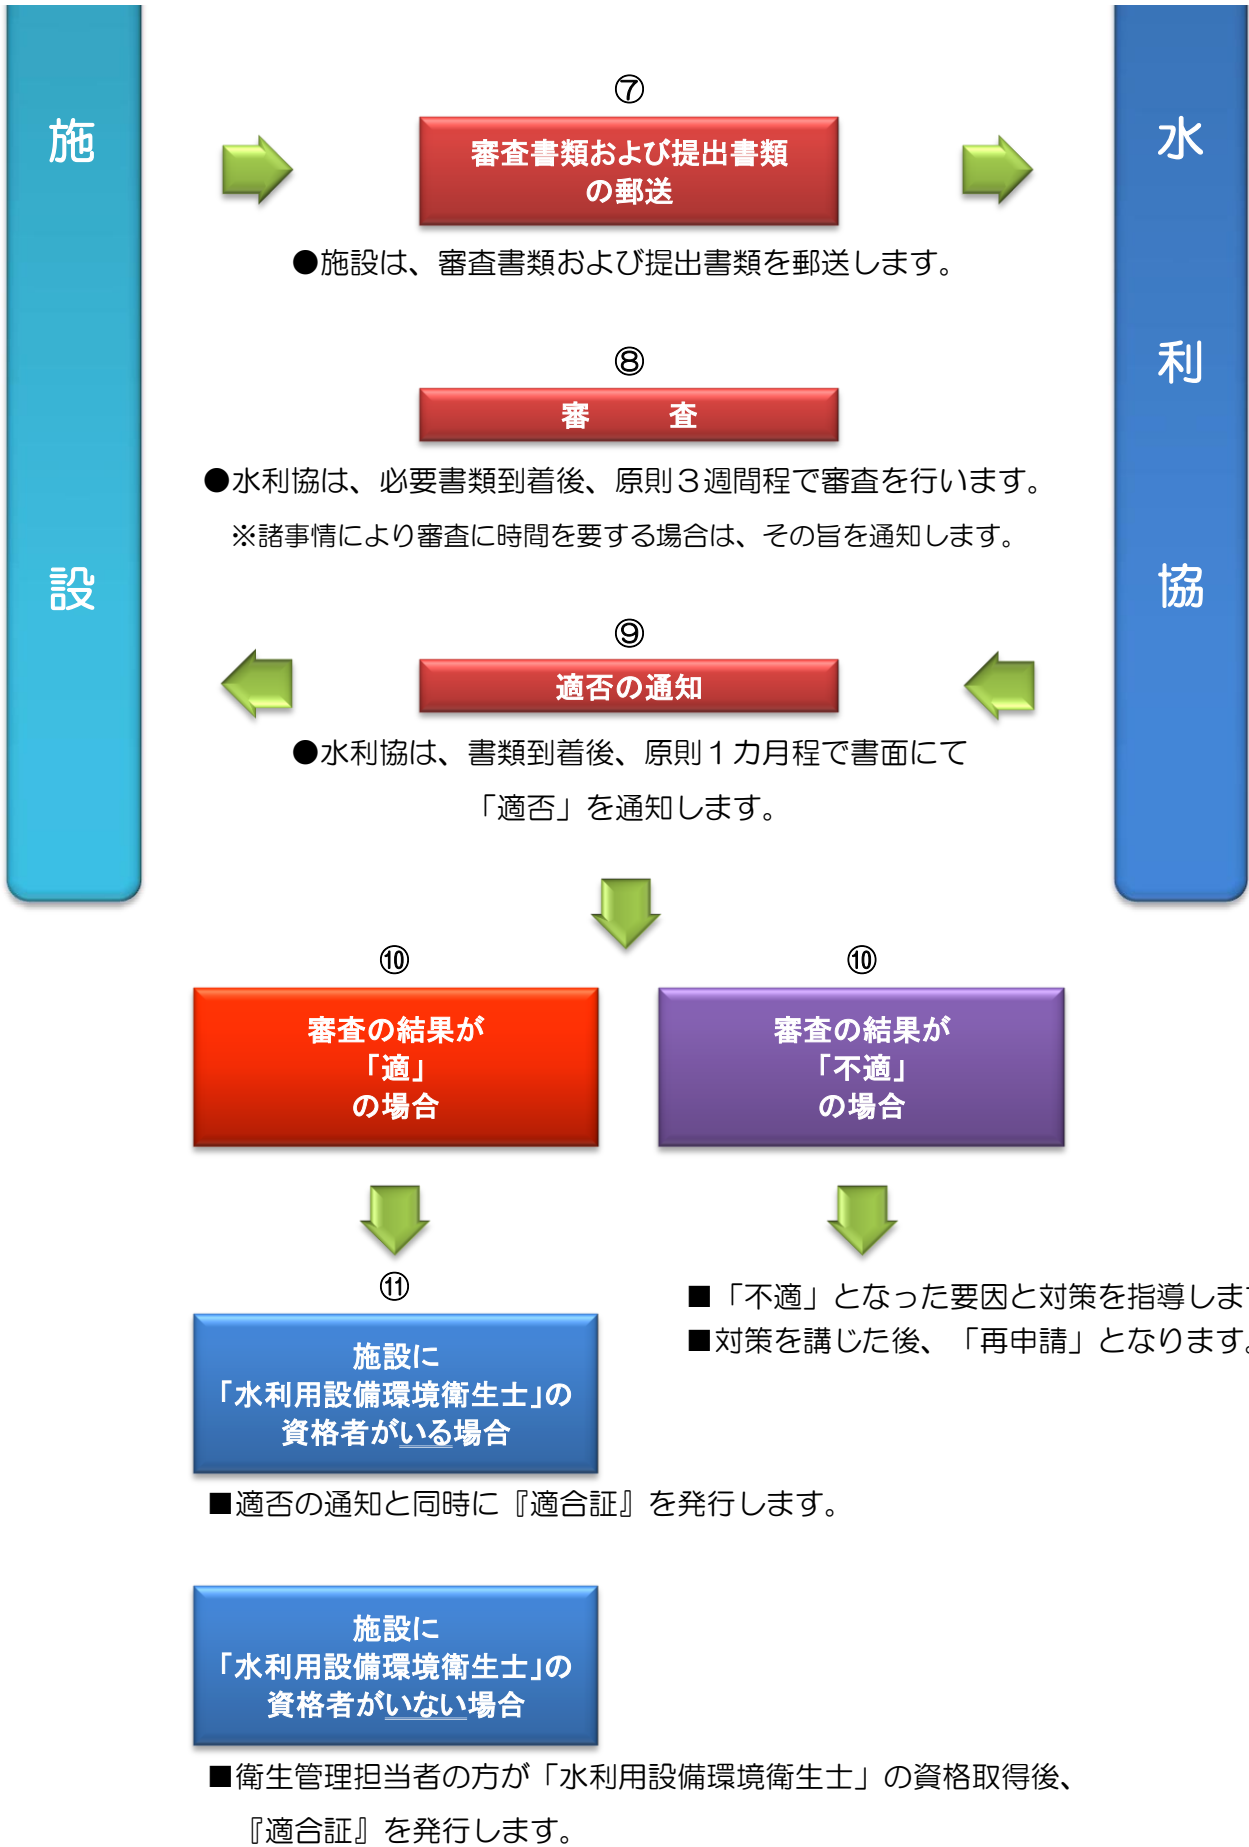 施設
水利協
⑦
審査書類および提出書類
の郵送
●施設は、審査書類および提出書類を郵送します。
⑧
審　査
●水利協は、必要書類到着後、原則３週間程で審査を行います。
※諸事情により審査に時間を要する場合は、その旨を通知します。
⑨
適否の通知
●水利協は、書類到着後、原則１カ月程で書面にて
「適否」を通知します。
⑩
審査の結果が
「適」
の場合
⑩
審査の結果が
「不適」
の場合
■「不適」となった要因と対策を指導しま
■対策を講じた後、「再申請」となります。
⑪
施設に
「水利用設備環境衛生士」の
資格者がいる場合
■適否の通知と同時に『適合証』を発行します。
施設に
「水利用設備環境衛生士」の
資格者がいない場合
■衛生管理担当者の方が「水利用設備環境衛生士」の資格取得後、
『適合証』を発行します。